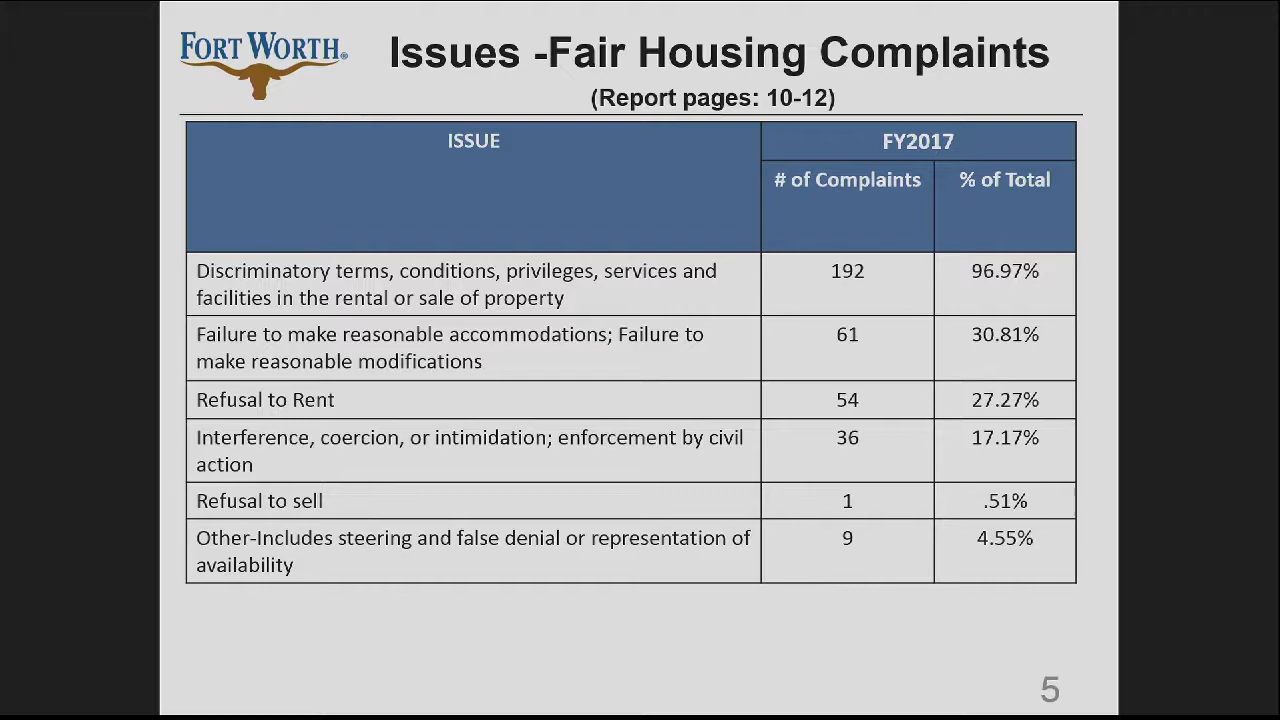 FORT WORTH®
Issues -Fair Housing Complaints
(Report pages: 10-12)
ISSUE
FY2017
# of Complaints
% of Total
Discriminatory terms, conditions, privileges, services and
facilities in the rental or sale of property
192
96.97%
Failure to make reasonable accommodations; Failure to
make reasonable modifications
61
30.81%
Refusal to Rent
54
27.27%
Interference, coercion, or intimidation; enforcement by civil
action
36
17.17%
Refusal to sell
1
.51%
Other-Includes steering and false denial or representation of
availability
9
4.55%
5